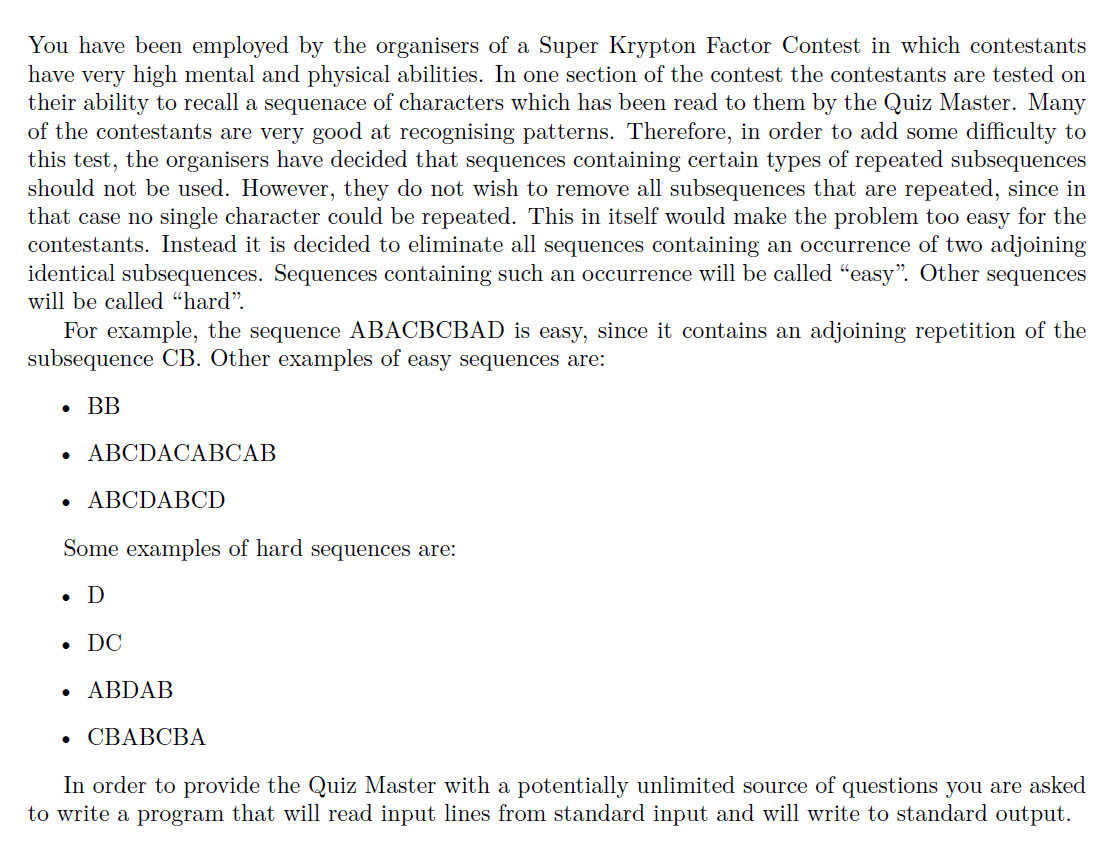 You have been employed by the organisers of a Super Krypton Factor Contest in which contestants
have very high mental and physical abilities. In one section of the contest the contestants are tested on
their ability to recall a sequenace of characters which has been read to them by the Quiz Master. Many
of the contestants are very good at recognising patterns. Therefore, in order to add some difficulty to
this test, the organisers have decided that sequences containing certain types of repeated subsequences
should not be used. However, they do not wish to remove all subsequences that are repeated, since in
that case no single character could be repeated. This in itself would make the problem too easy for the
contestants. Instead it is decided to eliminate all sequences containing an occurrence of two adjoining
identical subsequences. Sequences containing such an occurrence will be called “easy”. Other sequences
will be called “hard”.
For example, the sequence ABACBCBAD is easy, since it contains an adjoining repetition of the
subsequence CB. Other examples of easy sequences are:
• BB
• ABCDACABCAB
• ABCDABCD
Some examples of hard sequences are:
• D
• DC
• ABDAB
• CBABCBA
In order to provide the Quiz Master with a potentially unlimited source of questions you are asked
to write a program that will read input lines from standard input and will write to standard output.